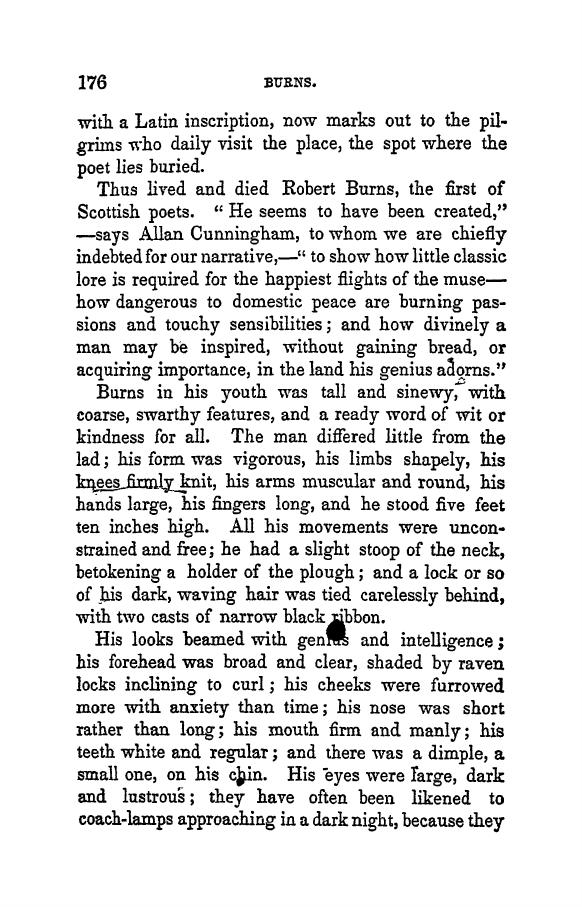 176 BURNS.
with a Latin inscription, now marks out to the pil-
grims who daily visit the place, the spot where the
poet lies buried.
Thus lived and died Robert Burns, the first of
Scottish poets. “ He seems to have been created,”
—says Allan Cunningham, to whom we are chiefly
indebted for our narrative,—“ to show how little classic
lore is required for the happiest flights of the muse—
how dangerous to domestic peace are burning pas-
sions and touchy sensibilities ; and how divinely a
man may be inspired, without gaining bread, or
acquiring importance, in the land his genius adorns.”
Burns in his youth was tall and sinewy, with
coarse, swarthy features, and a ready word of wit or
kindness for all. The man differed little from the
lad ; his form was vigorous, his limbs shapely, his
knees firmly knit, his arms muscular and round, his
hands large, his fingers long, and he stood five feet
ten inches high. All his movements were uncon-
strained and free ; he had a slight stoop of the neck,
betokening a holder of the plough ; and a lock or so
of his dark, waving hair was tied carelessly behind,
with two casts of narrow black ribbon.
His looks beamed with genius and intelligence ;
his forehead was broad and clear, shaded by raven
locks inclining to curl ; his cheeks were furrowed
more with anxiety than time ; his nose was short
rather than long ; his mouth firm and manly ; his
teeth white and regular ; and there was a dimple, a
small one, on his chin. His eyes were large, dark
and lustrous ; they have often been likened to
coach-lamps approaching in a dark night, because they